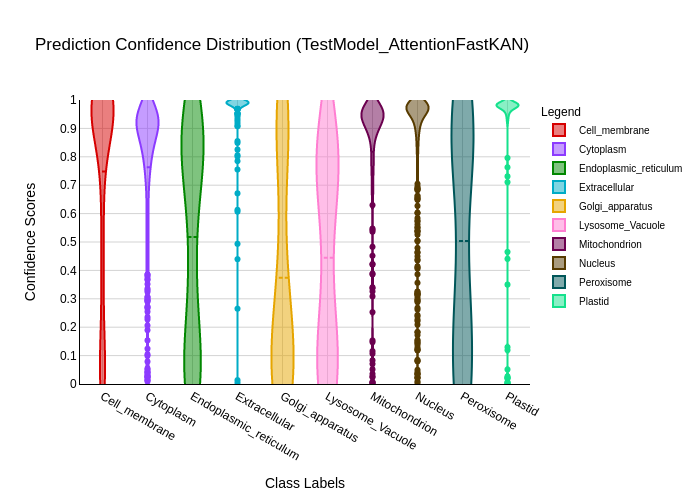 Prediction Confidence Distribution (TestModel_AttentionFastKAN)
Confidence Scores
1
0.9
0.8
0.7
0.6
0.5
0.4
0.3
0.2
0.1
0
Cell_membrane
Cytoplasm
Endoplasmic_reticulum
Extracellular
Golgi_apparatus
Lysosome_Vacuole
Mitochondrion
Nucleus
Peroxisome
Plastid
Class Labels
Legend
Cell_membrane
Cytoplasm
Endoplasmic_reticulum
Extracellular
Golgi_apparatus
Lysosome_Vacuole
Mitochondrion
Nucleus
Peroxisome
Plastid